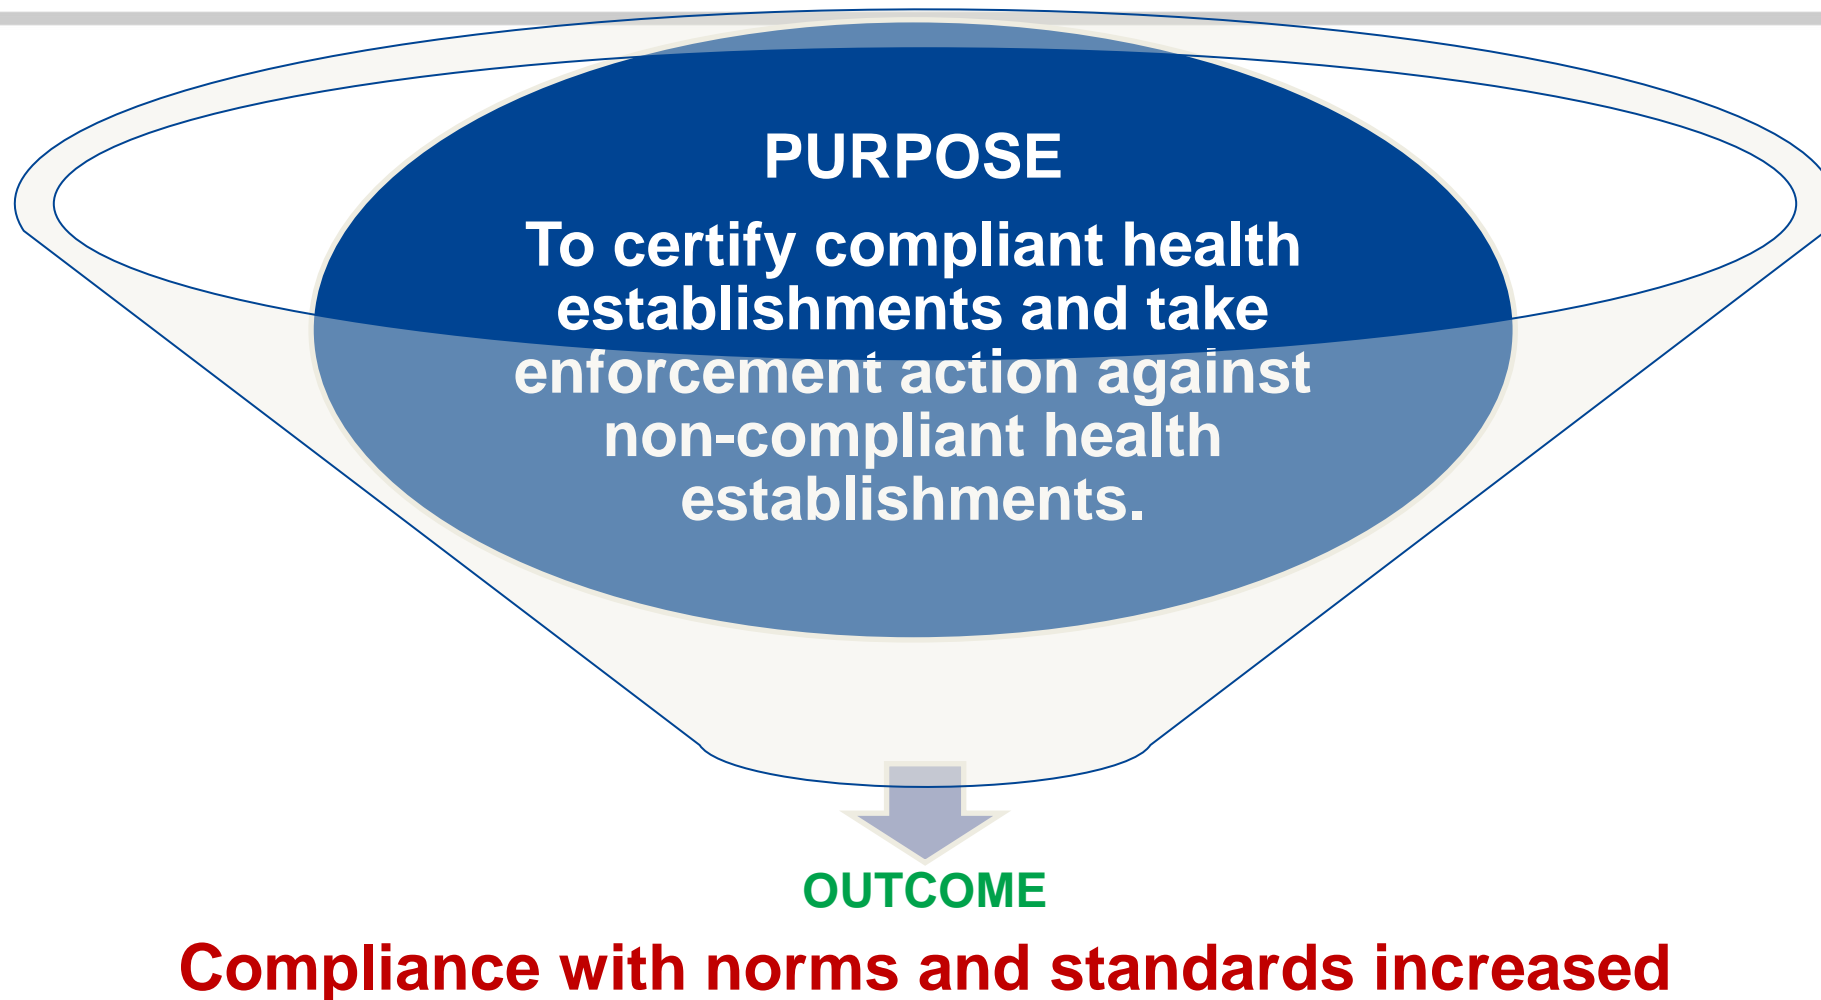 PURPOSE
To certify compliant health
establishments and take
enforcement action against
non-compliant health
establishments.
OUTCOME
Compliance with norms and standards increased